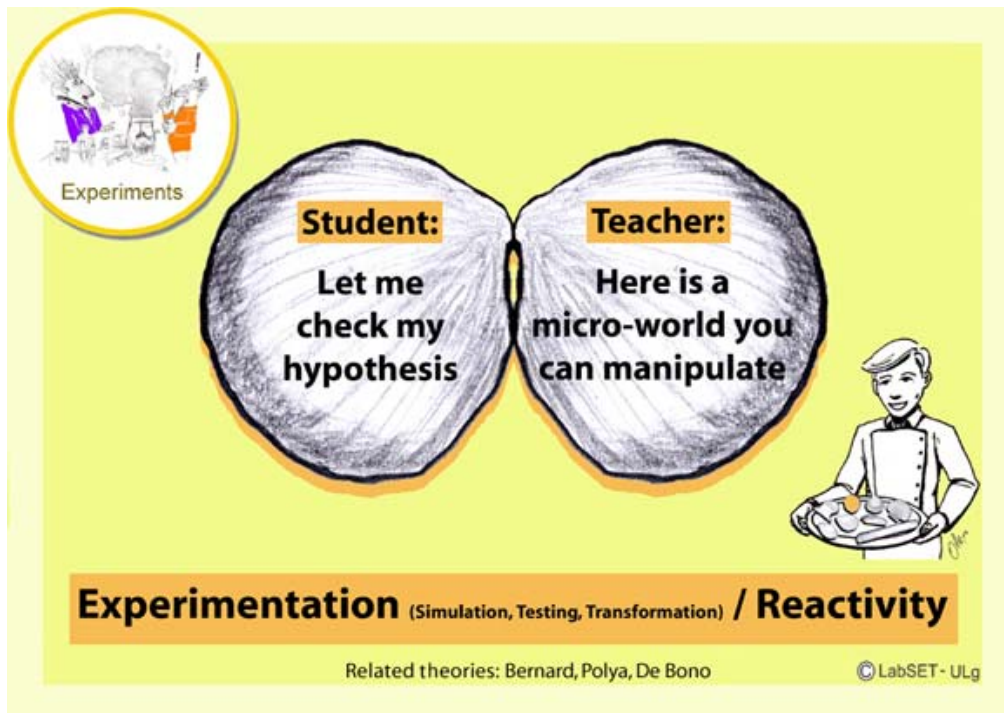 Experiments
Student:
Let me
check my
hypothesis
Teacher:
Here is a
micro-world you
can manipulate
Experimentation (Simulation, Testing, Transformation) / Reactivity
Related theories: Bernard, Polya, De Bono
© LabSET - ULg